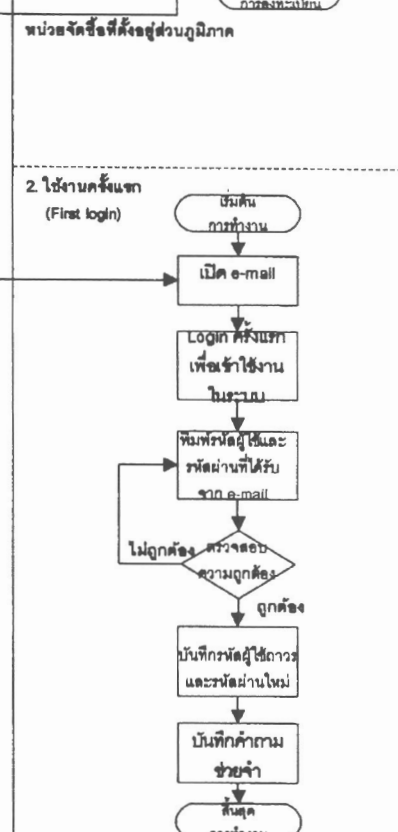 การลงทะเบียน
หน่วยจัดซื้อที่ตั้งอยู่ส่วนภูมิภาค
2. ใช้งานครั้งแรก
(First login)
เริ่มต้น
การทำงาน
เปิด e-mail
Login ครั้งแรก
เพื่อเข้าใช้งาน
ในระบบ
พิมพ์รหัสผู้ใช้และ
รหัสผ่านที่ได้รับ
จาก e-mail
ไม่ถูกต้อง
ตรวจสอบ
ความถูกต้อง
ถูกต้อง
บันทึกรหัสผู้ใช้ถาวร
และรหัสผ่านใหม่
บันทึกคำถาม
ช่วยจำ
สิ้นสุด
การทำงาน